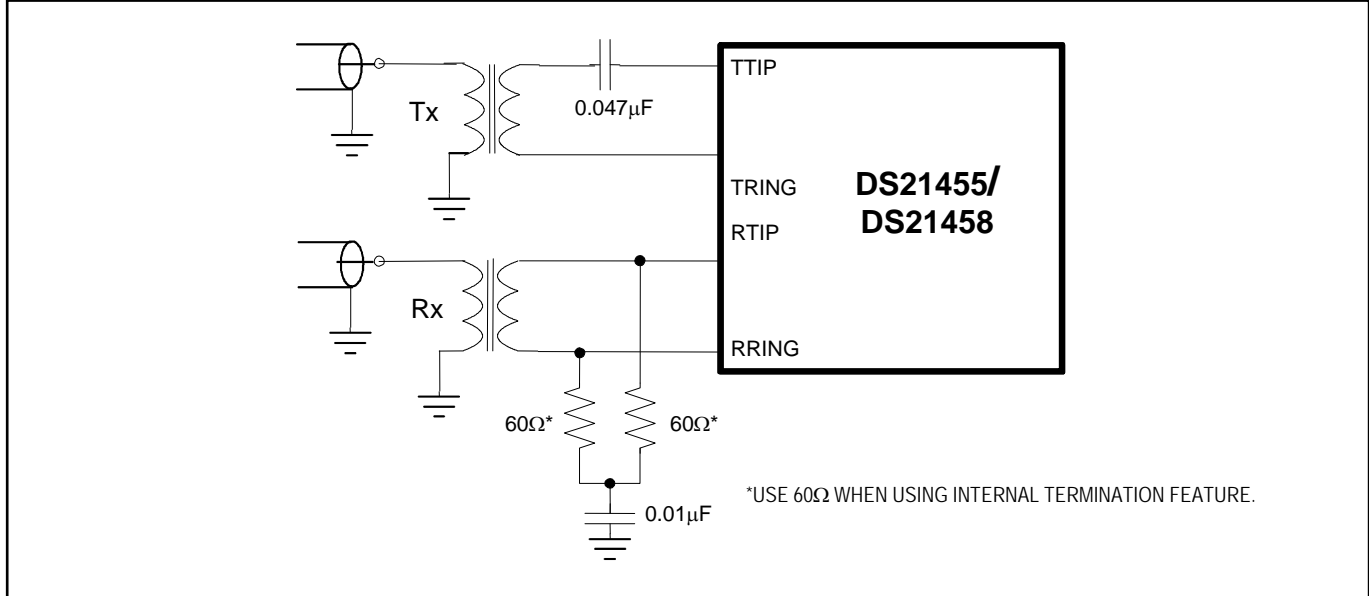 TTIP
0.047µF
Tx
TRING
DS21455/
DS21458
RTIP
Rx
RRING
60Ω*
60Ω*
*USE 60Ω WHEN USING INTERNAL TERMINATION FEATURE.
0.01µF